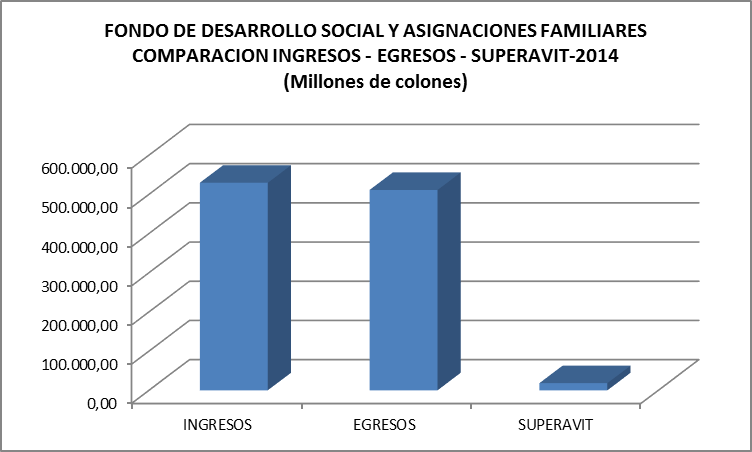 FONDO DE DESARROLLO SOCIAL Y ASIGNACIONES FAMILIARES
COMPARACION INGRESOS - EGRESOS - SUPERAVIT-2014
(Millones de colones)
600.000,00
500.000,00
400.000,00
300.000,00
200.000,00
100.000,00
0,00
INGRESOS
EGRESOS
SUPERAVIT